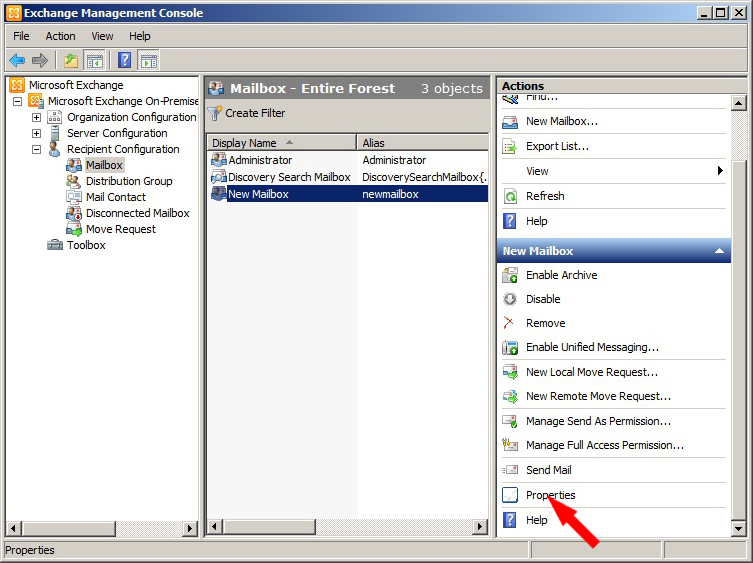 Exchange Management Console
File Action View Help
Microsoft Exchange
Microsoft Exchange On-Premise
Organization Configuration
Server Configuration
Recipient Configuration
Mailbox
Distribution Group
Mail Contact
Disconnected Mailbox
Move Request
Toolbox
Mailbox - Entire Forest 3 objects
Create Filter
Display Name Alias
Administrator Administrator
Discovery Search Mailbox DiscoverySearchMailbox{.
New Mailbox newmailbox
Actions
Find...
New Mailbox...
Export List...
View
Refresh
Help
New Mailbox
Enable Archive
Disable
Remove
Enable Unified Messaging...
New Local Move Request...
New Remote Move Request...
Manage Send As Permission...
Manage Full Access Permission...
Send Mail
Properties
Help
Properties